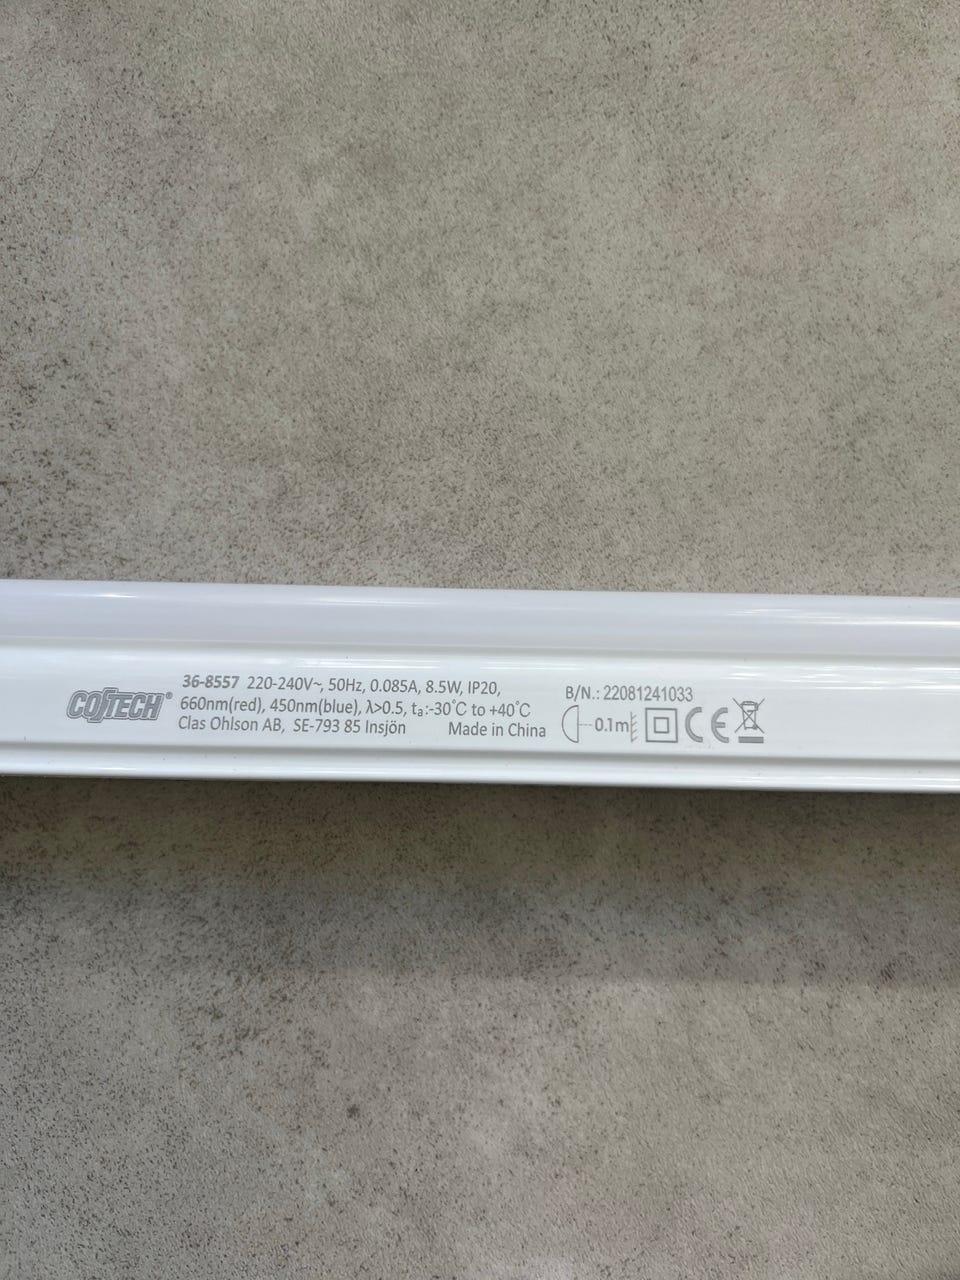 COTECH®
36-8557 220-240V~, 50Hz, 0.085A, 8.5W, IP20,
660nm(red), 450nm(blue), λ>0.5, ta:-30°C to +40°C
Clas Ohlson AB, SE-793 85 Insjön Made in China
B/N.: 22081241033
0.1m CE